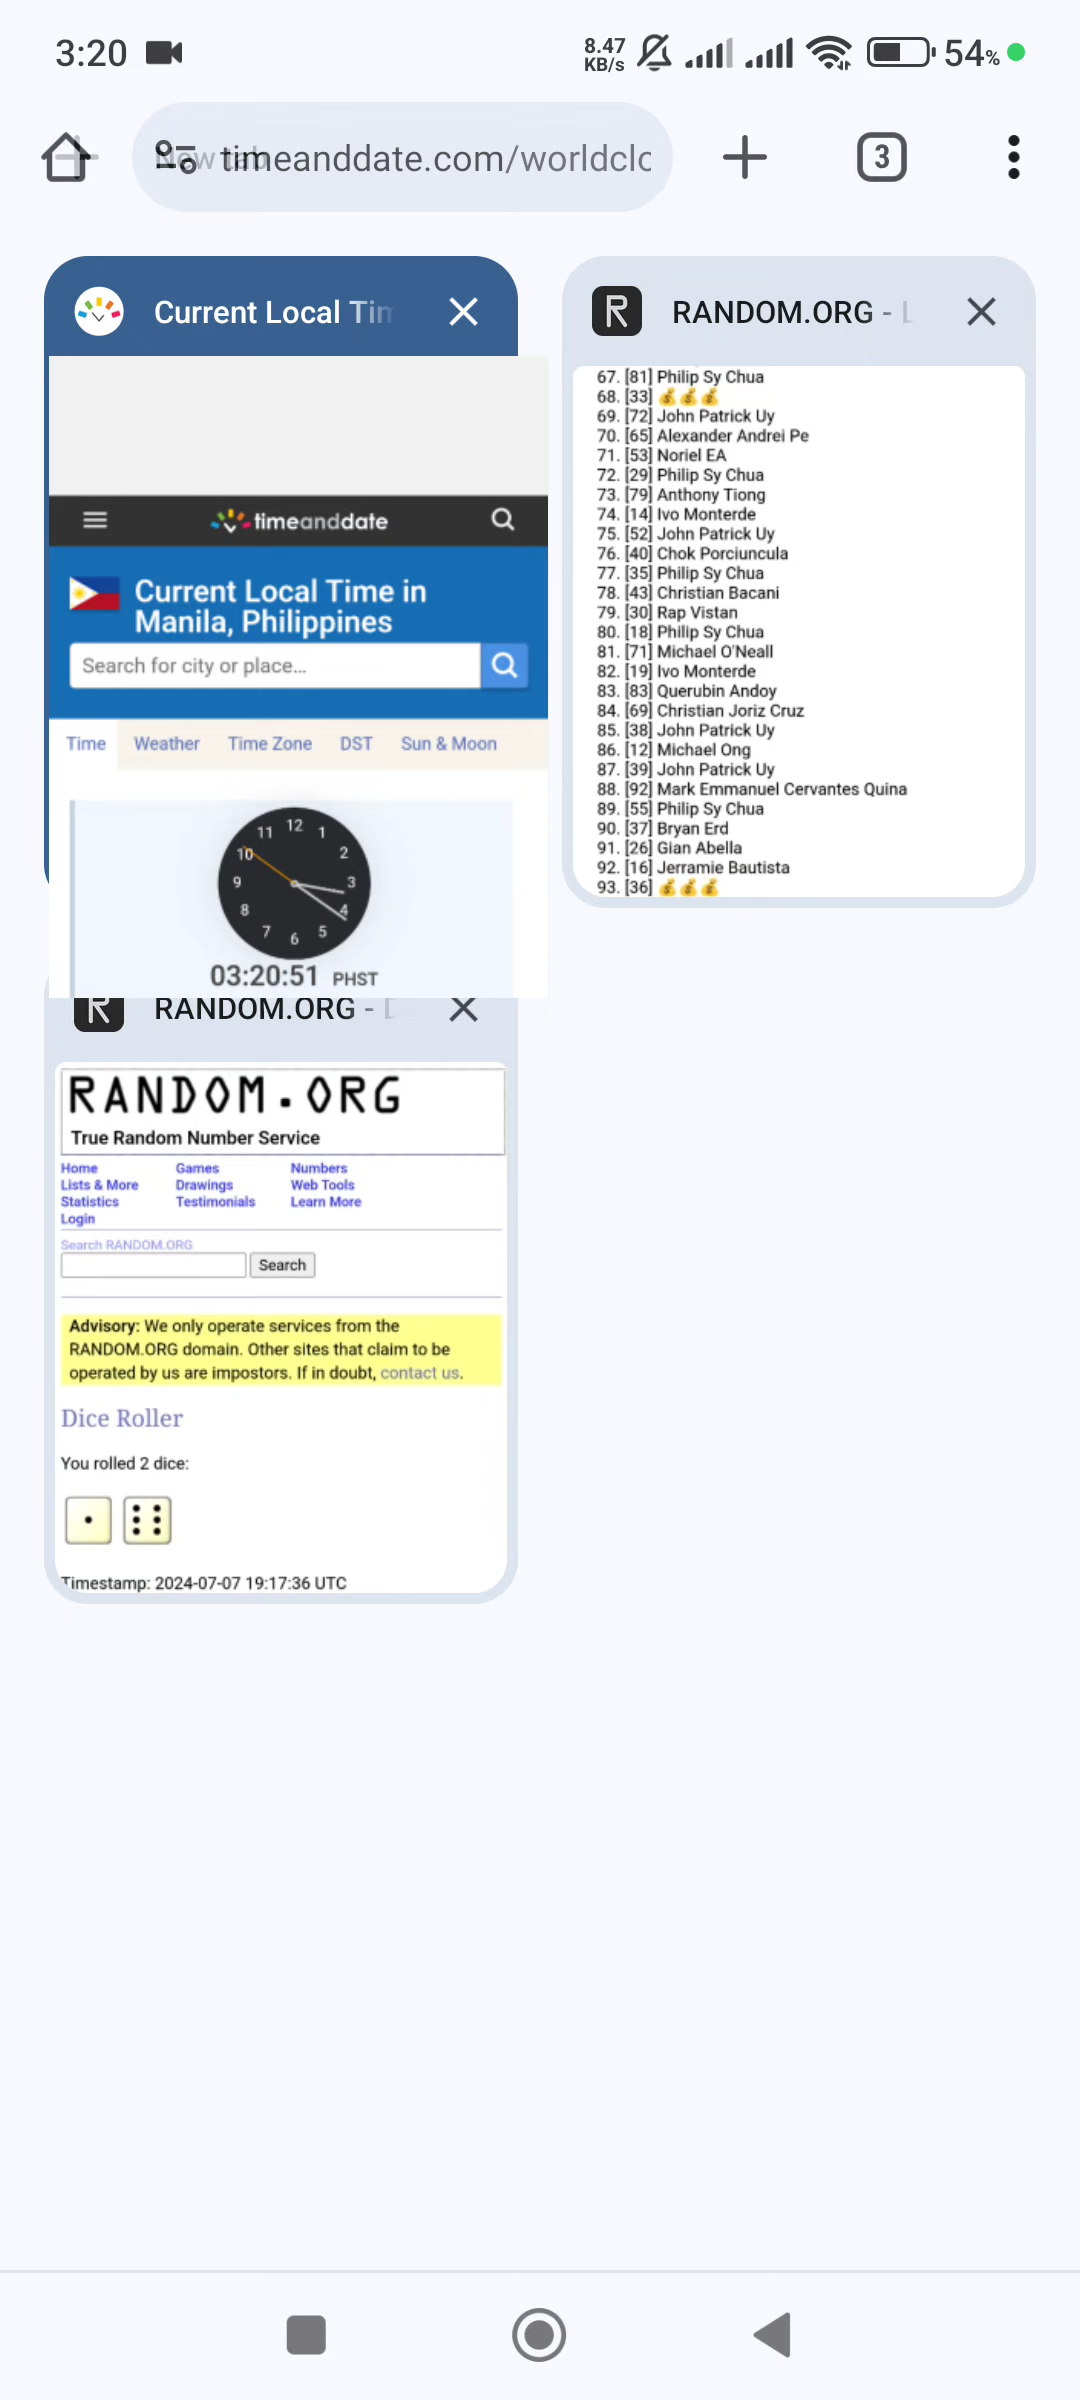 3:20
8.47
KB/s
54%
New tab
timeanddate.com/worldclo
3
Current Local Tim
timeanddate
Current Local Time in
Manila, Philippines
Search for city or place...
Time Weather Time Zone DST Sun & Moon
12
11 1
10 2
9 3
8 4
7 5
6
03:20:51 PHST
R RANDOM.ORG - L
67. [81] Philip Sy Chua
68. [33] 💰💰💰
69. [72] John Patrick Uy
70. [65] Alexander Andrei Pe
71. [53] Noriel EA
72. [29] Philip Sy Chua
73. [79] Anthony Tiong
74. [14] Ivo Monterde
75. [52] John Patrick Uy
76. [40] Chok Porciuncula
77. [35] Philip Sy Chua
78. [43] Christian Bacani
79. [30] Rap Vistan
80. [18] Philip Sy Chua
81. [71] Michael O'Neall
82. [19] Ivo Monterde
83. [83] Querubin Andoy
84. [69] Christian Joriz Cruz
85. [38] John Patrick Uy
86. [12] Michael Ong
87. [39] John Patrick Uy
88. [92] Mark Emmanuel Cervantes Quina
89. [55] Philip Sy Chua
90. [37] Bryan Erd
91. [26] Gian Abella
92. [16] Jerramie Bautista
93. [36] 💰💰💰
R RANDOM.ORG - D
RANDOM.ORG
True Random Number Service
Home Games Numbers
Lists & More Drawings Web Tools
Statistics Testimonials Learn More
Login
Search RANDOM.ORG
Search
Advisory: We only operate services from the
RANDOM.ORG domain. Other sites that claim to be
operated by us are impostors. If in doubt, contact us.
Dice Roller
You rolled 2 dice:
Timestamp: 2024-07-07 19:17:36 UTC